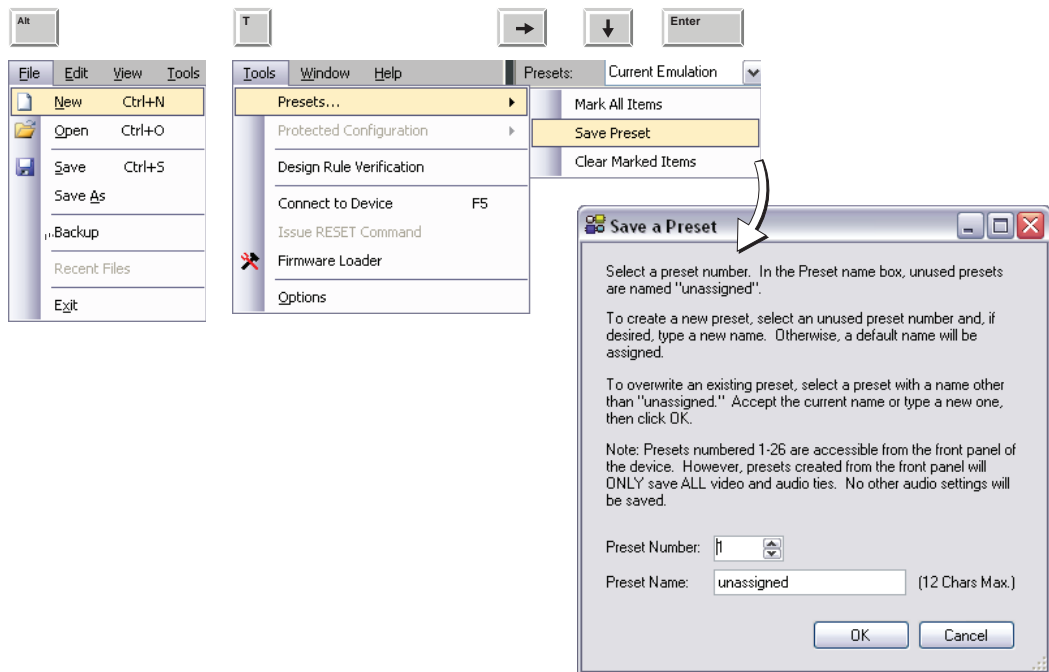 Alt
T
Enter
File Edit View Tools
New Ctrl+N
Open Ctrl+O
Save Ctrl+S
Save As
Backup
Recent Files
Exit
Tools Window Help
Presets...
Protected Configuration
Design Rule Verification
Connect to Device F5
Issue RESET Command
Firmware Loader
Options
Presets: Current Emulation
Mark All Items
Save Preset
Clear Marked Items
Save a Preset
Select a preset number. In the Preset name box, unused presets
are named "unassigned".
To create a new preset, select an unused preset number and, if
desired, type a new name. Otherwise, a default name will be
assigned.
To overwrite an existing preset, select a preset with a name other
than "unassigned." Accept the current name or type a new one,
then click OK.
Note: Presets numbered 1-26 are accessible from the front panel of
the device. However, presets created from the front panel will
ONLY save ALL video and audio ties. No other audio settings will
be saved.
Preset Number: 1
Preset Name: unassigned (12 Chars Max.)
OK Cancel